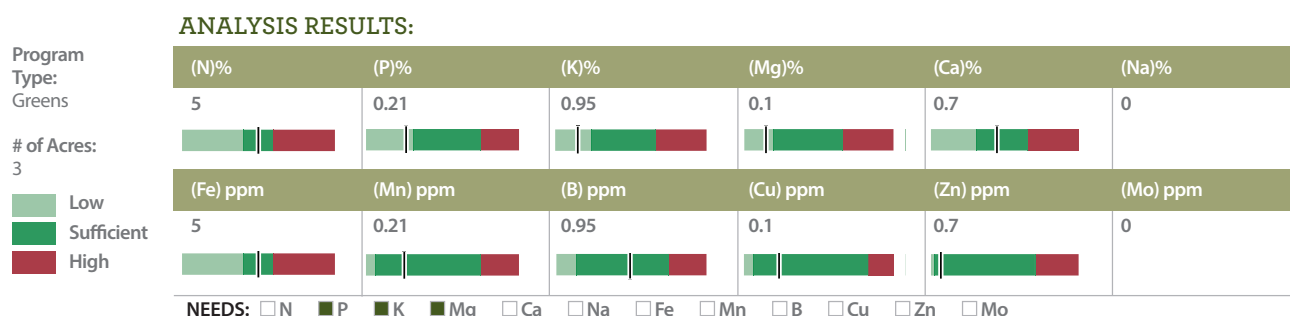 ANALYSIS RESULTS:
Program
Type:
Greens
# of Acres:
3
Low
Sufficient
High
(N)% (P)% (K)% (Mg)% (Ca)% (Na)%
5 0.21 0.95 0.1 0.7 0
(Fe) ppm (Mn) ppm (B) ppm (Cu) ppm (Zn) ppm (Mo) ppm
5 0.21 0.95 0.1 0.7 0
NEEDS: N P K Mg Ca Na Fe Mn B Cu Zn Mo